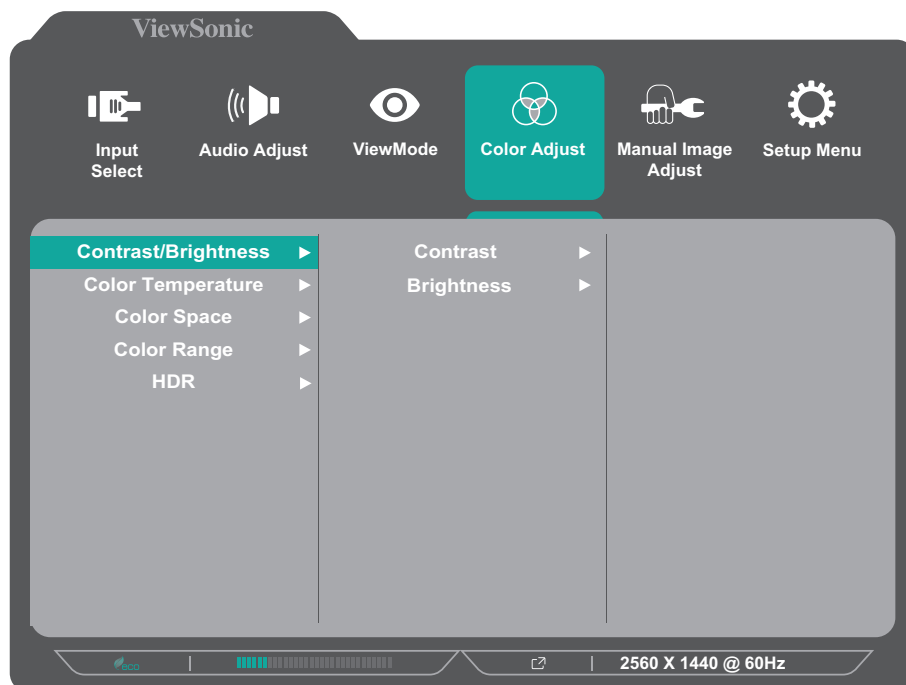 ViewSonic
Input
Select
Audio Adjust
ViewMode
Color Adjust
Manual Image
Adjust
Setup Menu
Contrast/Brightness
Color Temperature
Color Space
Color Range
HDR
Contrast
Brightness
eco
2560 X 1440 @ 60Hz